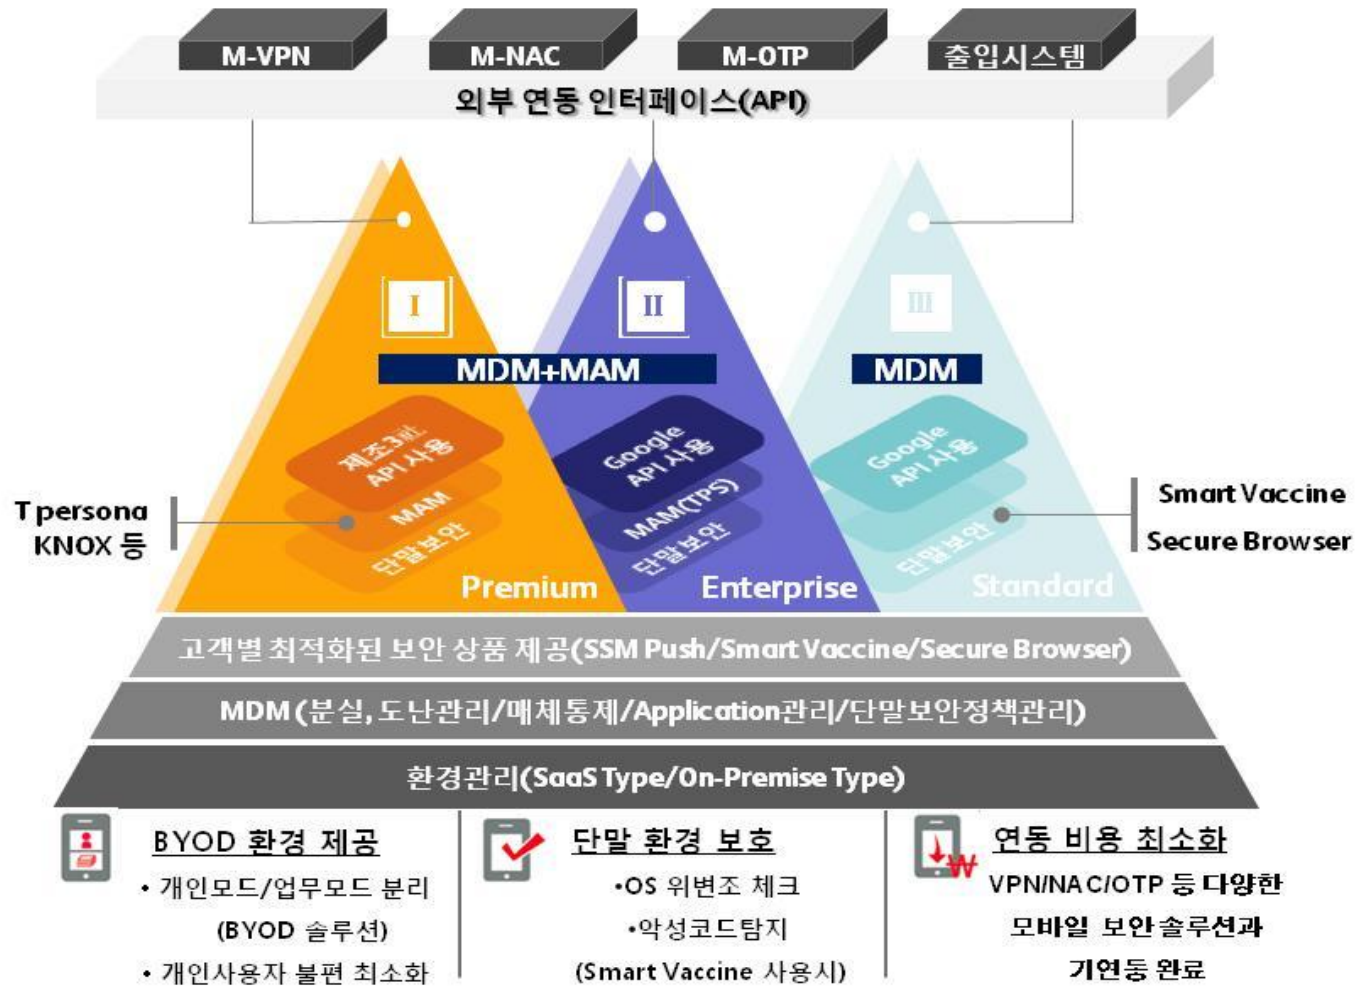 M-VPN
M-NAC
M-OTP
출입시스템
외부 연동 인터페이스(API)
I
II
III
MDM+MAM
MDM
제조3社
API 사용
MAM
단말보안
Google
API 사용
MAM(TPS)
단말보안
Google
API 사용
단말보안
T persona
KNOX 등
Smart Vaccine
Secure Browser
Premium
Enterprise
Standard
고객별 최적화된 보안 상품 제공(SSM Push/Smart Vaccine/Secure Browser)
MDM (분실, 도난관리/매체통제/Application관리/단말보안정책관리)
환경관리(SaaS Type/On-Premise Type)
BYOD 환경 제공
• 개인모드/업무모드 분리
(BYOD 솔루션)
• 개인사용자 불편 최소화
단말 환경 보호
•OS 위변조 체크
•악성코드탐지
(Smart Vaccine 사용시)
₩
연동 비용 최소화
VPN/NAC/OTP 등 다양한
모바일 보안 솔루션과
기연동 완료